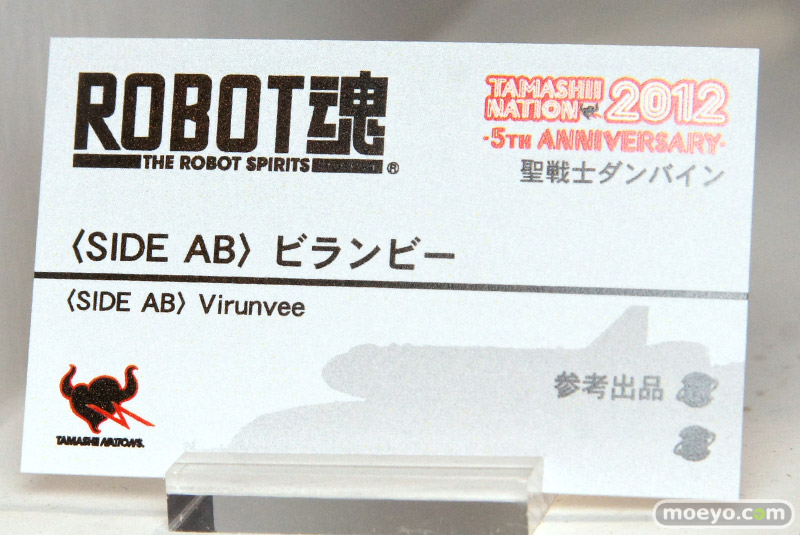 ROBOT魂
THE ROBOT SPIRITS®
TAMASHII
NATION 2012
-5TH ANNIVERSARY-
聖戦士ダンバイン
〈SIDE AB〉 ビランビー
〈SIDE AB〉 Virunvee
参考出品
TAMASHII NATIONS.
moeyo.com